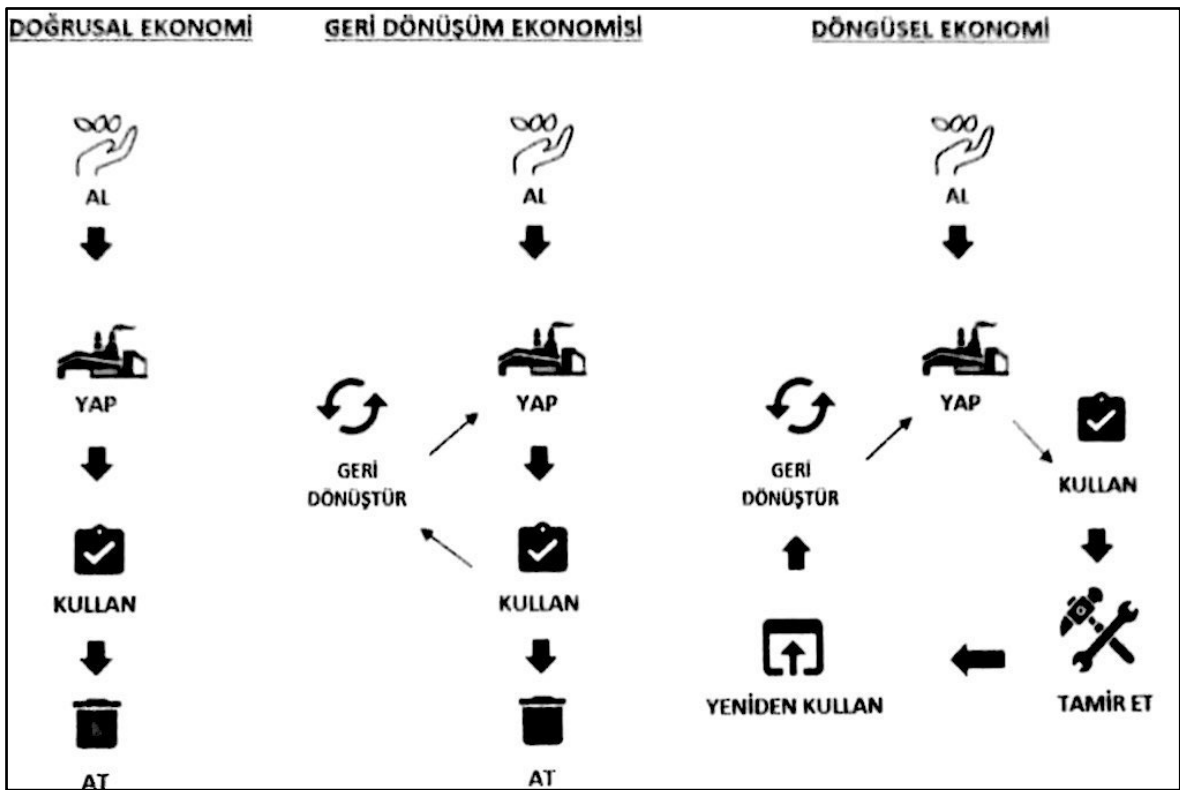 DOĞRUSAL EKONOMİ
AL
YAP
KULLAN
AT
GERİ DÖNÜŞÜM EKONOMİSİ
AL
YAP
GERİ
DÖNÜŞTÜR
KULLAN
AT
DÖNGÜSEL EKONOMİ
AL
YAP
KULLAN
TAMİR ET
YENİDEN KULLAN
GERİ
DÖNÜŞTÜR